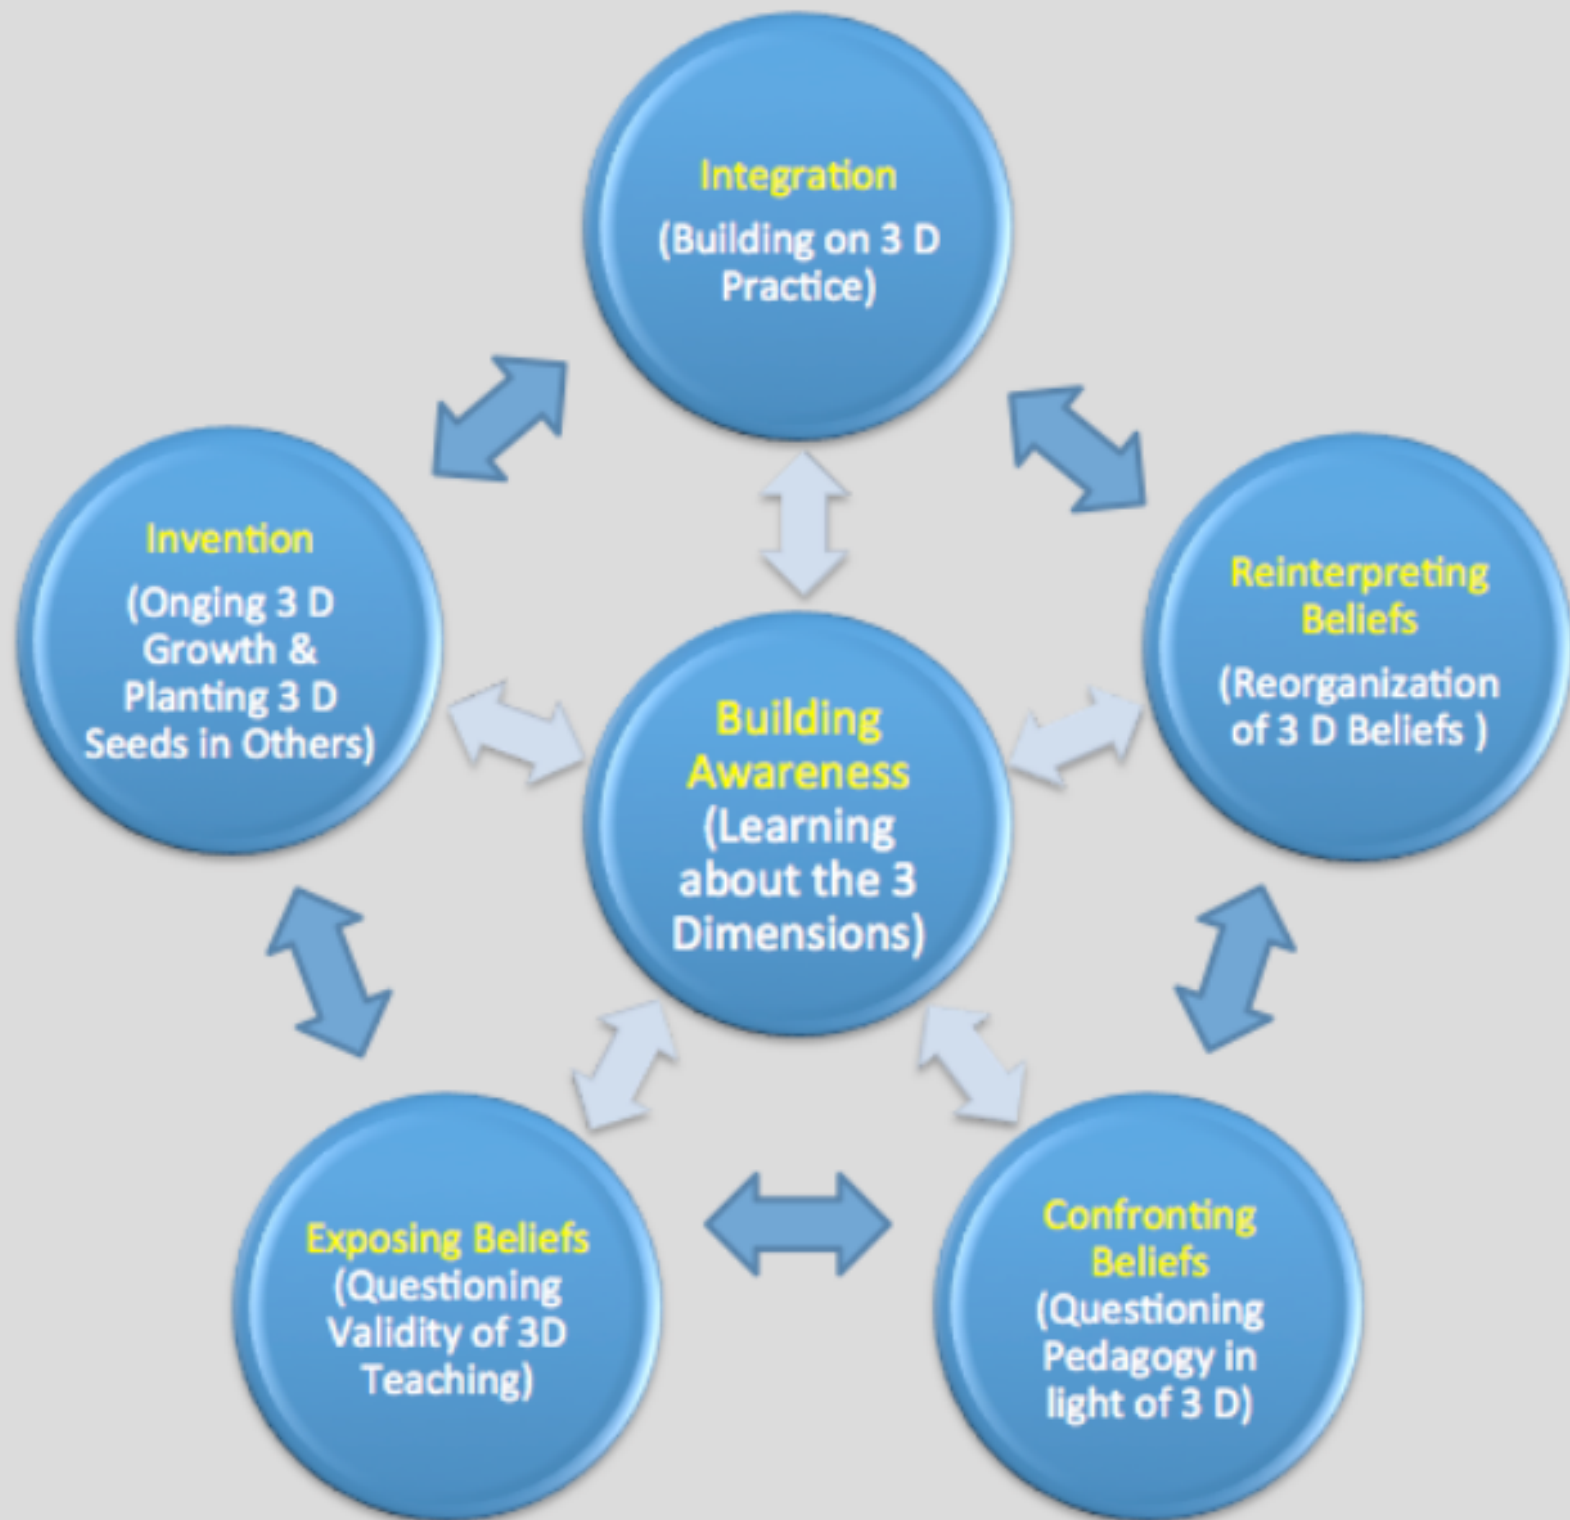 Integration
(Building on 3 D
Practice)
Invention
(Onging 3 D
Growth &
Planting 3 D
Seeds in Others)
Reinterpreting
Beliefs
(Reorganization
of 3 D Beliefs )
Building
Awareness
(Learning
about the 3
Dimensions)
Exposing Beliefs
(Questioning
Validity of 3D
Teaching)
Confronting
Beliefs
(Questioning
Pedagogy in
light of 3 D)